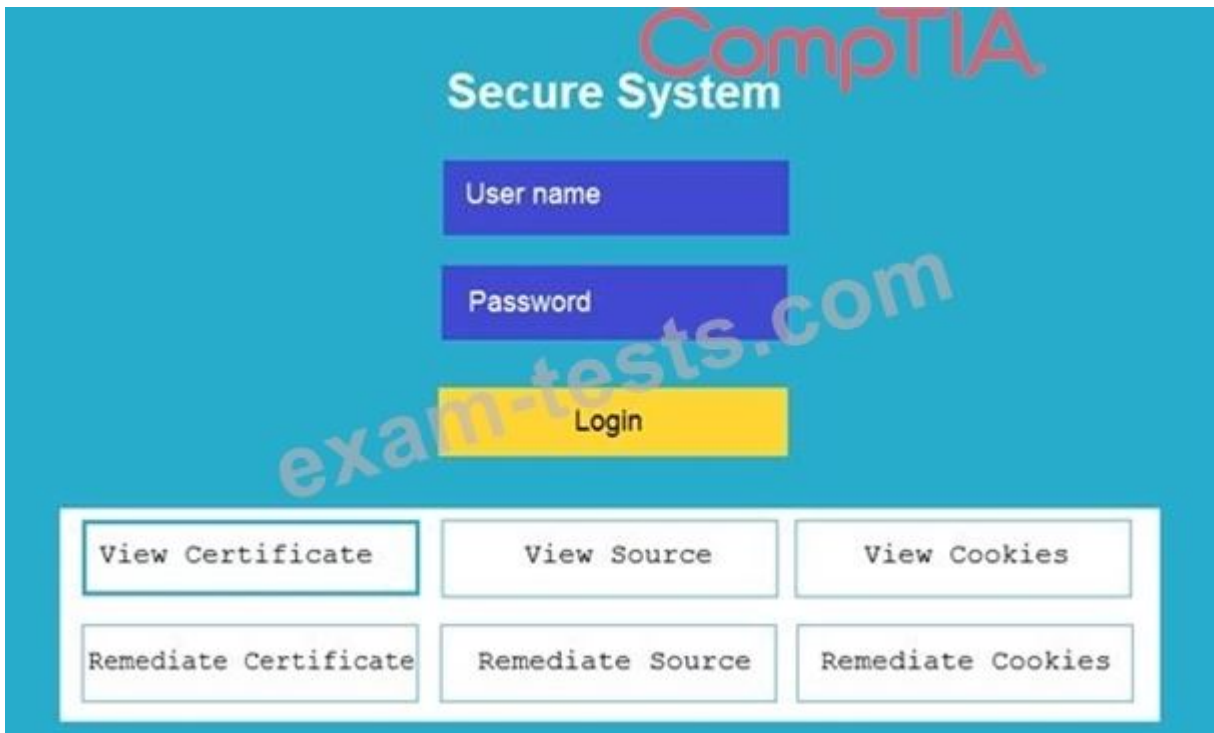 CompTIA.
Secure System
User name
Password
exam-tests.com
Login
View Certificate
View Source
View Cookies
Remediate Certificate
Remediate Source
Remediate Cookies